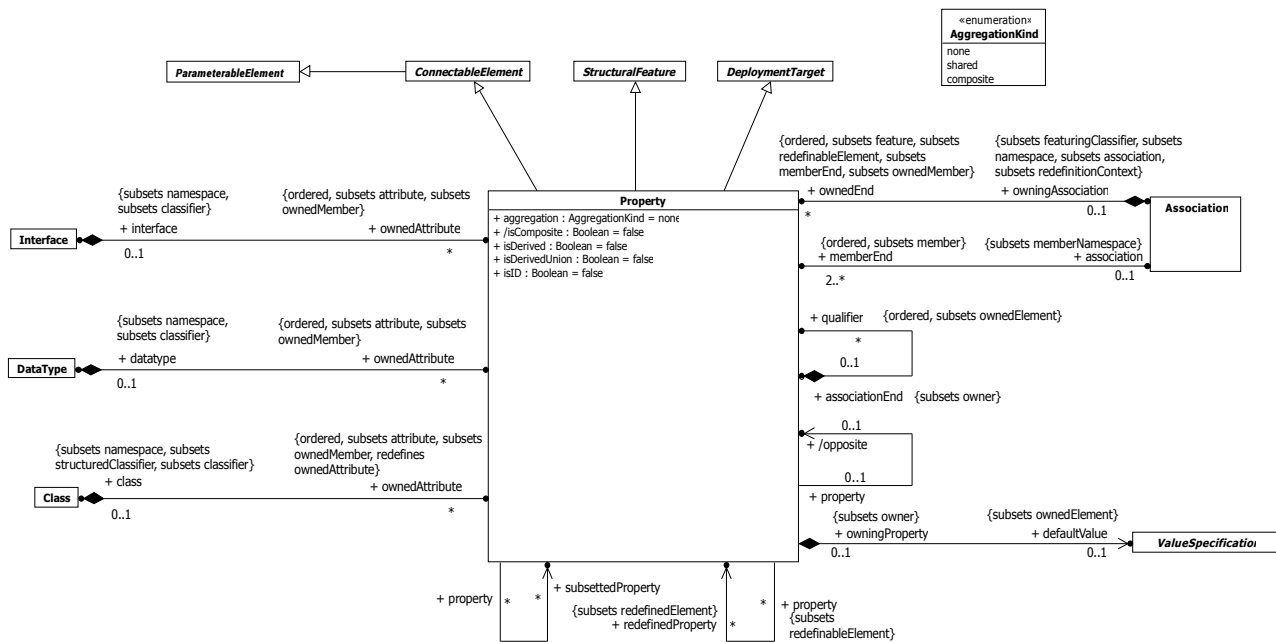 «enumeration»
AggregationKind
none
shared
composite
ParameterableElement
ConnectableElement
StructuralFeature
DeploymentTarget
{ordered, subsets feature, subsets
redefinableElement, subsets
memberEnd, subsets ownedMember}
+ ownedEnd
*
{subsets featuringClassifier, subsets
namespace, subsets association,
subsets redefinitionContext}
+ owningAssociation
0..1
Association
{ordered, subsets member}
+ memberEnd
2..*
{subsets memberNamespace}
+ association
0..1
Property
+ aggregation : AggregationKind = none
+ /isComposite : Boolean = false
+ isDerived : Boolean = false
+ isDerivedUnion : Boolean = false
+ isID : Boolean = false
{subsets namespace,
subsets classifier}
+ interface
0..1
Interface
{ordered, subsets attribute, subsets
ownedMember}
+ ownedAttribute
*
{subsets namespace,
subsets classifier}
+ datatype
0..1
DataType
{ordered, subsets attribute, subsets
ownedMember}
+ ownedAttribute
*
{subsets namespace, subsets
structuredClassifier, subsets classifier}
+ class
0..1
Class
{ordered, subsets attribute, subsets
ownedMember, redefines
ownedAttribute}
+ ownedAttribute
*
+ qualifier
{ordered, subsets ownedElement}
*
0..1
+ associationEnd
{subsets owner}
0..1
+ /opposite
0..1
+ property
{subsets owner}
+ owningProperty
0..1
{subsets ownedElement}
+ defaultValue
0..1
ValueSpecification
+ property
*
*
+ subsettedProperty
{subsets redefinedElement}
+ redefinedProperty
*
*
+ property
{subsets
redefinableElement}